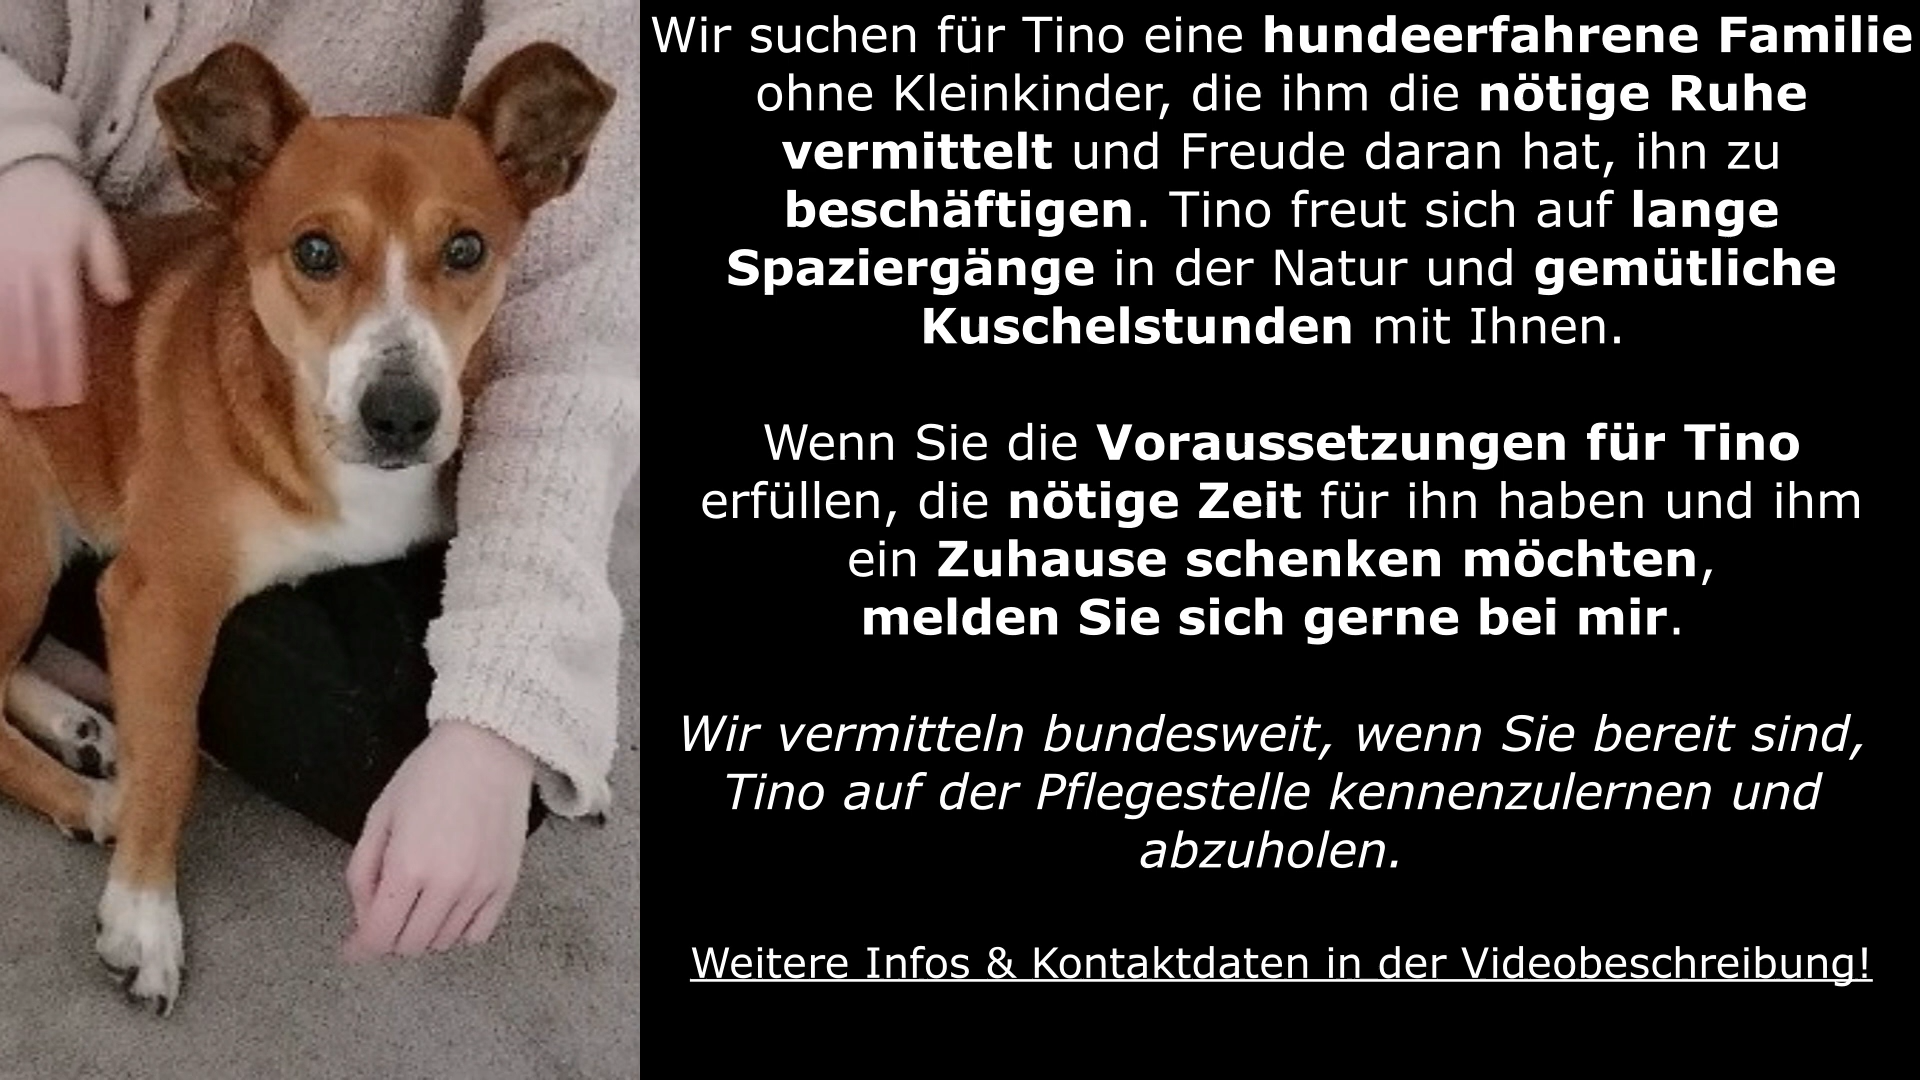 Wir suchen für Tino eine hundeerfahrene Familie
ohne Kleinkinder, die ihm die nötige Ruhe
vermittelt und Freude daran hat, ihn zu
beschäftigen. Tino freut sich auf lange
Spaziergänge in der Natur und gemütliche
Kuschelstunden mit Ihnen.
Wenn Sie die Voraussetzungen für Tino
erfüllen, die nötige Zeit für ihn haben und ihm
ein Zuhause schenken möchten,
melden Sie sich gerne bei mir.
Wir vermitteln bundesweit, wenn Sie bereit sind,
Tino auf der Pflegestelle kennenzulernen und
abzuholen.
Weitere Infos & Kontaktdaten in der Videobeschreibung!